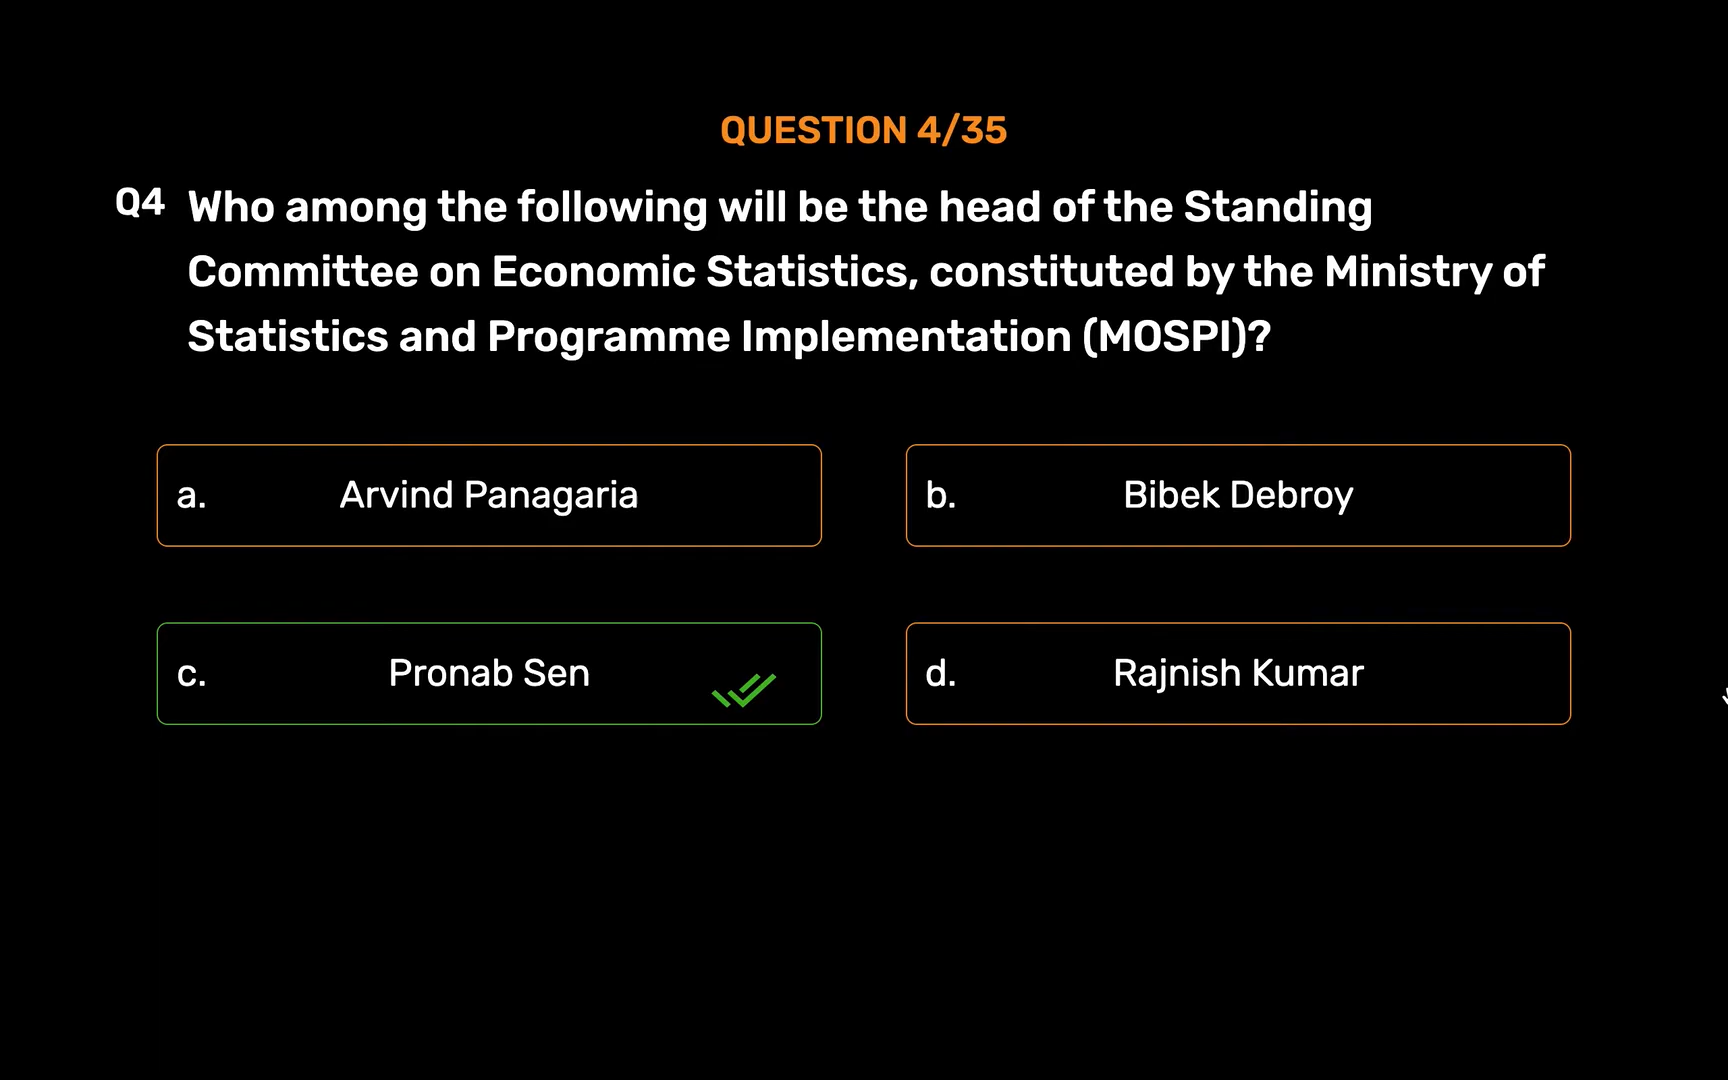 QUESTION 4/35
Q4 Who among the following will be the head of the Standing
Committee on Economic Statistics, constituted by the Ministry of
Statistics and Programme Implementation (MOSPI)?
a. Arvind Panagaria
b. Bibek Debroy
c. Pronab Sen
d. Rajnish Kumar